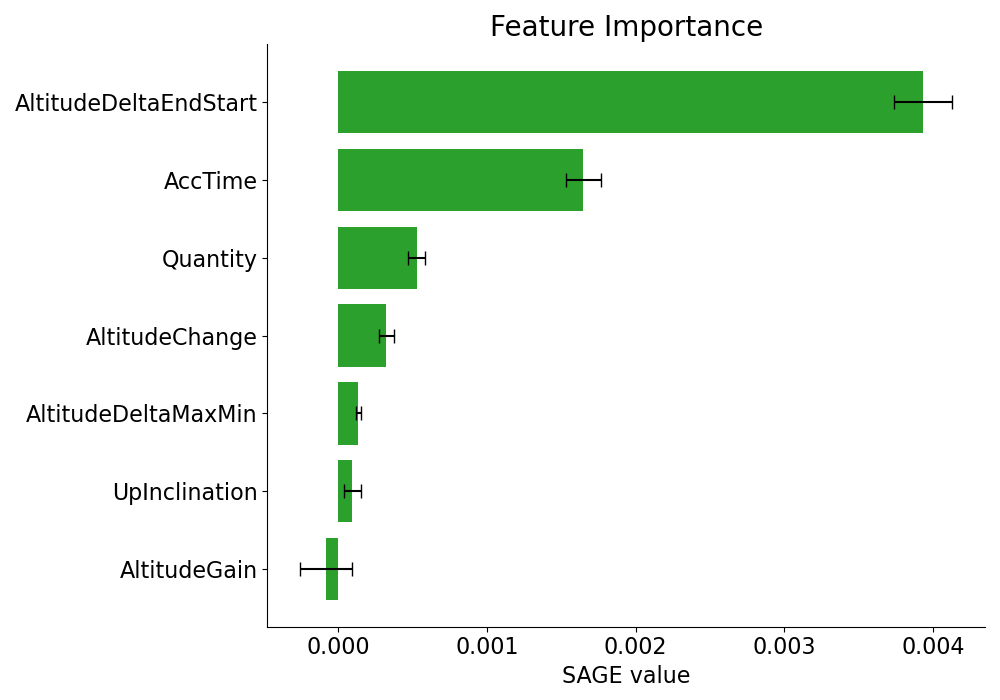 Feature Importance
AltitudeDeltaEndStart
AccTime
Quantity
AltitudeChange
AltitudeDeltaMaxMin
UpInclination
AltitudeGain
0.000 0.001 0.002 0.003 0.004
SAGE value